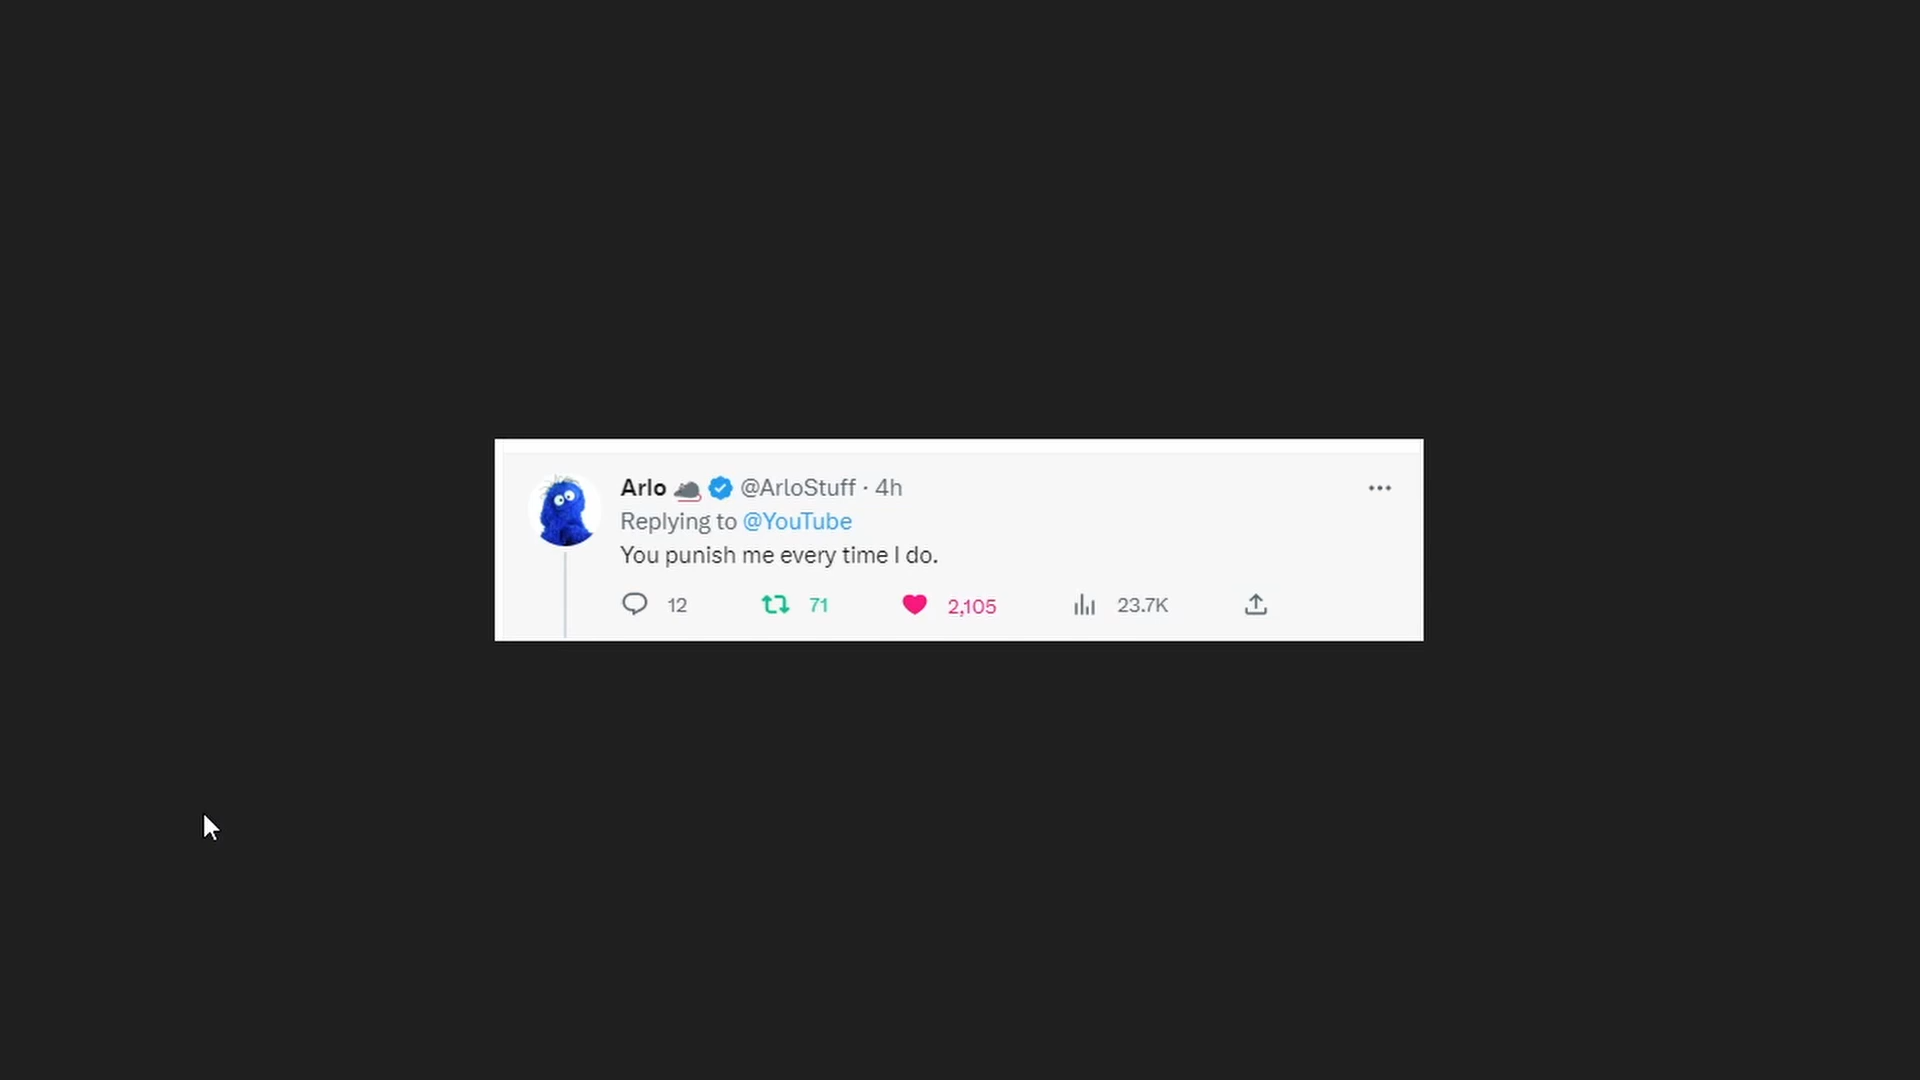 Arlo 🐀 @ArloStuff · 4h
Replying to @YouTube
You punish me every time I do.
12 71 2,105 23.7K